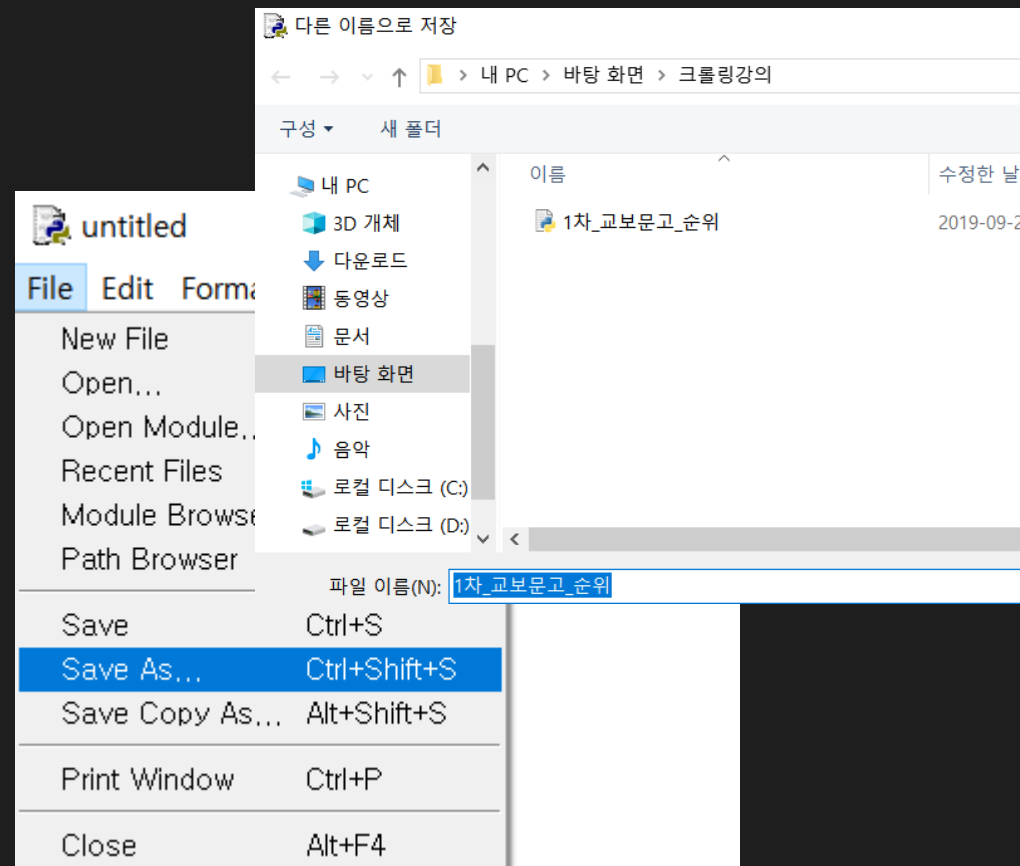 다른 이름으로 저장
내 PC > 바탕 화면 > 크롤링강의
구성
새 폴더
내 PC
3D 개체
다운로드
동영상
문서
바탕 화면
사진
음악
로컬 디스크 (C:)
로컬 디스크 (D:)
이름
수정한 날
1차_교보문고_순위
2019-09-2
파일 이름(N): 1차_교보문고_순위
untitled
File Edit Forma
New File
Open...
Open Module..
Recent Files
Module Browse
Path Browser
Save Ctrl+S
Save As... Ctrl+Shift+S
Save Copy As... Alt+Shift+S
Print Window Ctrl+P
Close Alt+F4